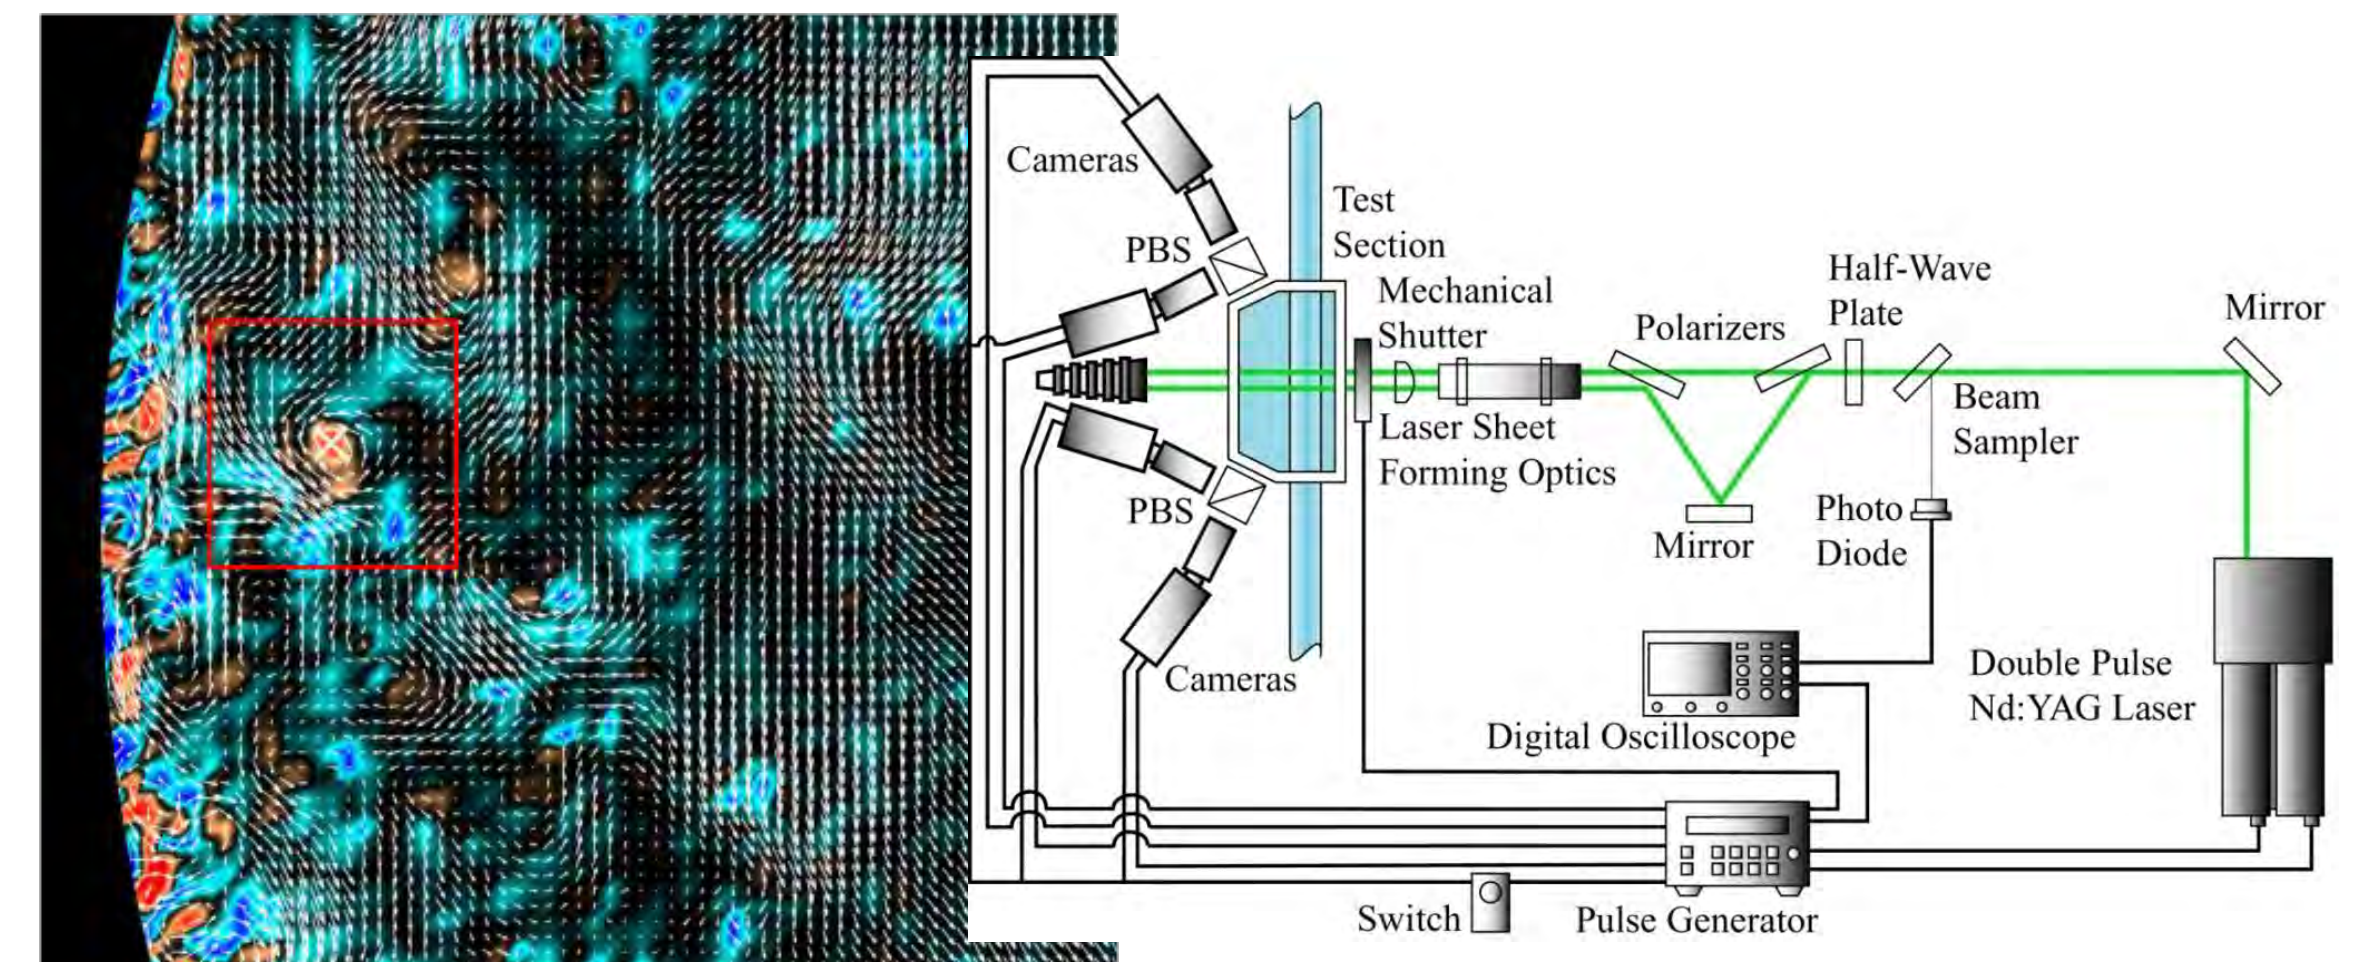 Cameras
Test
Section
PBS
Mechanical
Shutter
Polarizers
Half-Wave
Plate
Mirror
Beam
Sampler
Laser Sheet
Forming Optics
PBS
Mirror
Photo
Diode
Cameras
Double Pulse
Nd:YAG Laser
Digital Oscilloscope
Switch
Pulse Generator